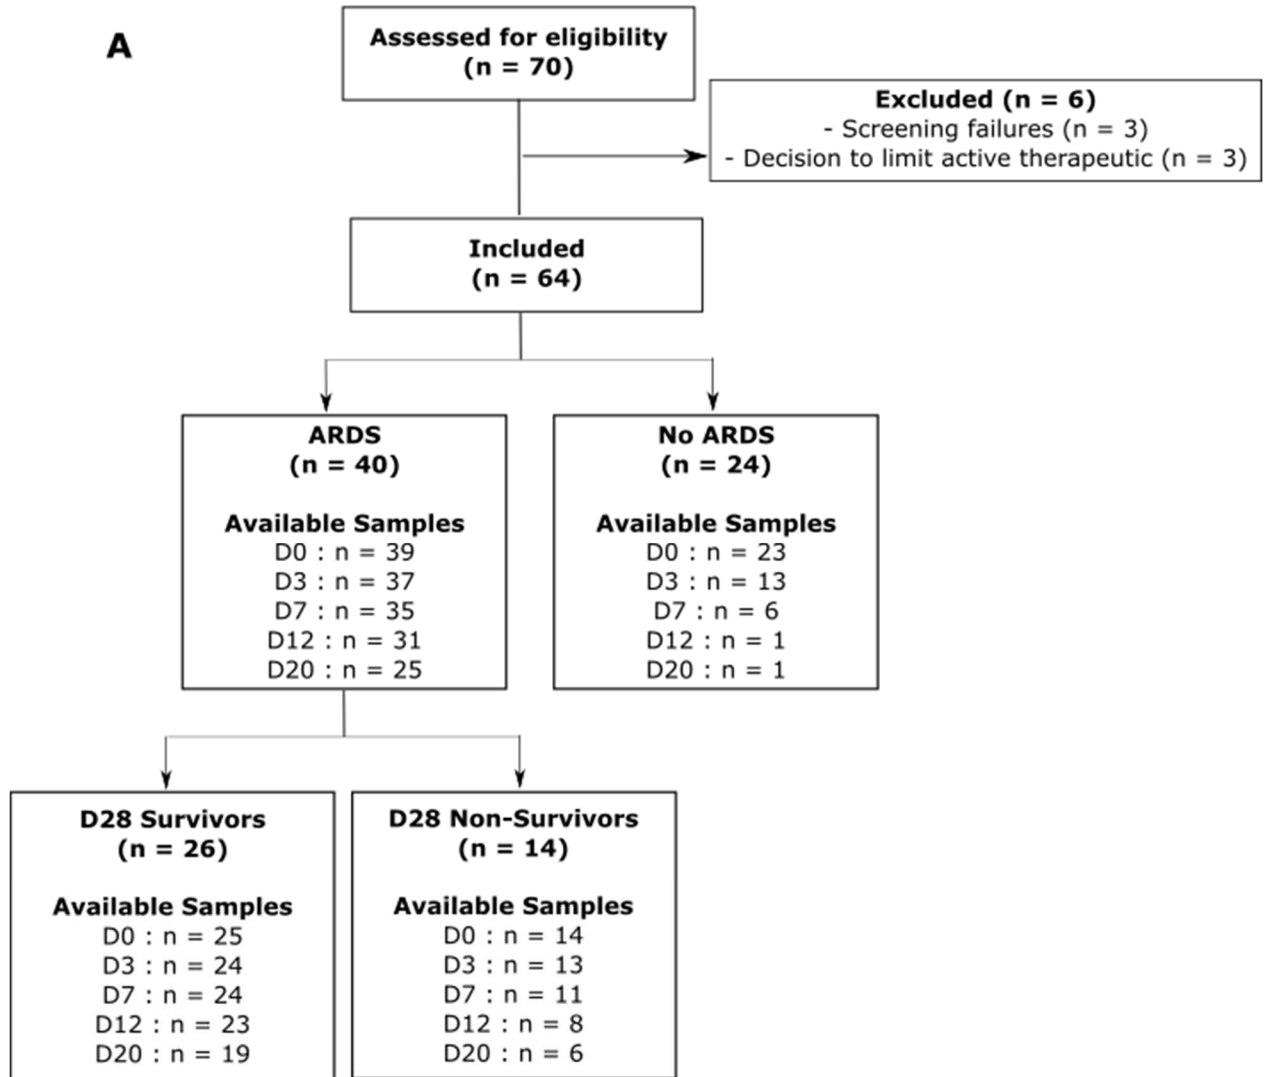 A
Assessed for eligibility
(n = 70)
Excluded (n = 6)
- Screening failures (n = 3)
- Decision to limit active therapeutic (n = 3)
Included
(n = 64)
ARDS
(n = 40)
Available Samples
D0 : n = 39
D3 : n = 37
D7 : n = 35
D12 : n = 31
D20 : n = 25
No ARDS
(n = 24)
Available Samples
D0 : n = 23
D3 : n = 13
D7 : n = 6
D12 : n = 1
D20 : n = 1
D28 Survivors
(n = 26)
Available Samples
D0 : n = 25
D3 : n = 24
D7 : n = 24
D12 : n = 23
D20 : n = 19
D28 Non-Survivors
(n = 14)
Available Samples
D0 : n = 14
D3 : n = 13
D7 : n = 11
D12 : n = 8
D20 : n = 6